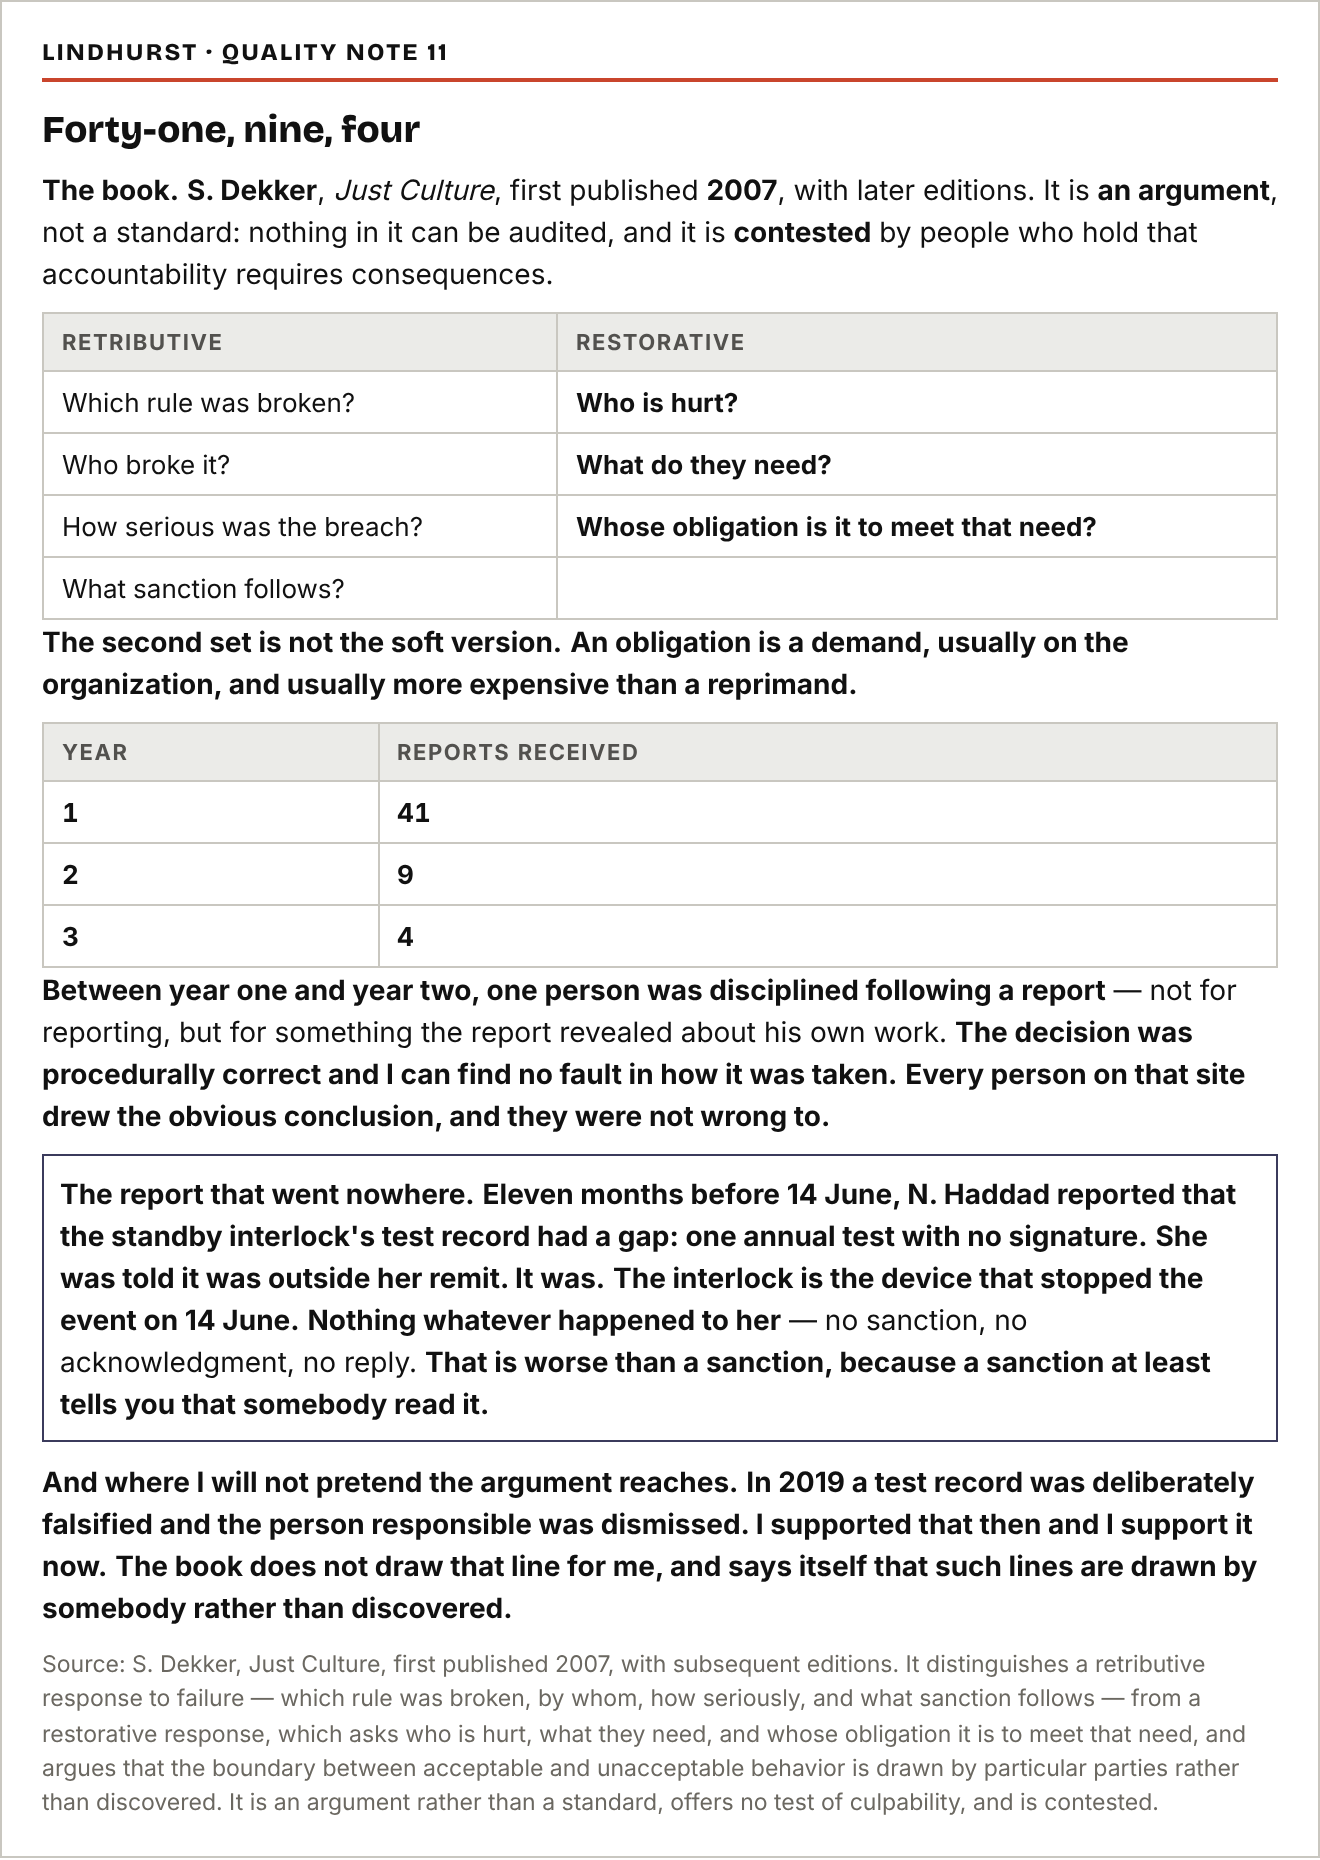 LINDHURST · QUALITY NOTE 11
Forty-one, nine, four
The book. S. Dekker, Just Culture, first published 2007, with later editions. It is an argument,
not a standard: nothing in it can be audited, and it is contested by people who hold that
accountability requires consequences.
RETRIBUTIVE RESTORATIVE
Which rule was broken? Who is hurt?
Who broke it? What do they need?
How serious was the breach? Whose obligation is it to meet that need?
What sanction follows?
The second set is not the soft version. An obligation is a demand, usually on the
organization, and usually more expensive than a reprimand.
YEAR REPORTS RECEIVED
1 41
2 9
3 4
Between year one and year two, one person was disciplined following a report — not for
reporting, but for something the report revealed about his own work. The decision was
procedurally correct and I can find no fault in how it was taken. Every person on that site
drew the obvious conclusion, and they were not wrong to.
The report that went nowhere. Eleven months before 14 June, N. Haddad reported that
the standby interlock's test record had a gap: one annual test with no signature. She
was told it was outside her remit. It was. The interlock is the device that stopped the
event on 14 June. Nothing whatever happened to her — no sanction, no
acknowledgment, no reply. That is worse than a sanction, because a sanction at least
tells you that somebody read it.
And where I will not pretend the argument reaches. In 2019 a test record was deliberately
falsified and the person responsible was dismissed. I supported that then and I support it
now. The book does not draw that line for me, and says itself that such lines are drawn by
somebody rather than discovered.
Source: S. Dekker, Just Culture, first published 2007, with subsequent editions. It distinguishes a retributive
response to failure — which rule was broken, by whom, how seriously, and what sanction follows — from a
restorative response, which asks who is hurt, what they need, and whose obligation it is to meet that need, and
argues that the boundary between acceptable and unacceptable behavior is drawn by particular parties rather
than discovered. It is an argument rather than a standard, offers no test of culpability, and is contested.